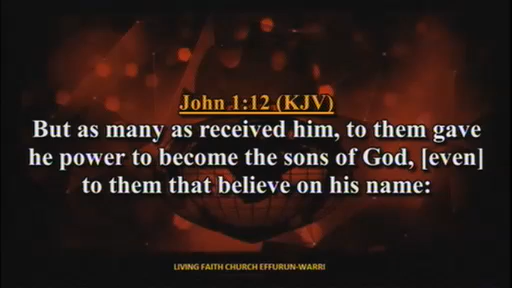 John 1:12 (KJV)
But as many as received him, to them gave
he power to become the sons of God, [even]
to them that believe on his name:
LIVING FAITH CHURCH EFFURUN-WARRI